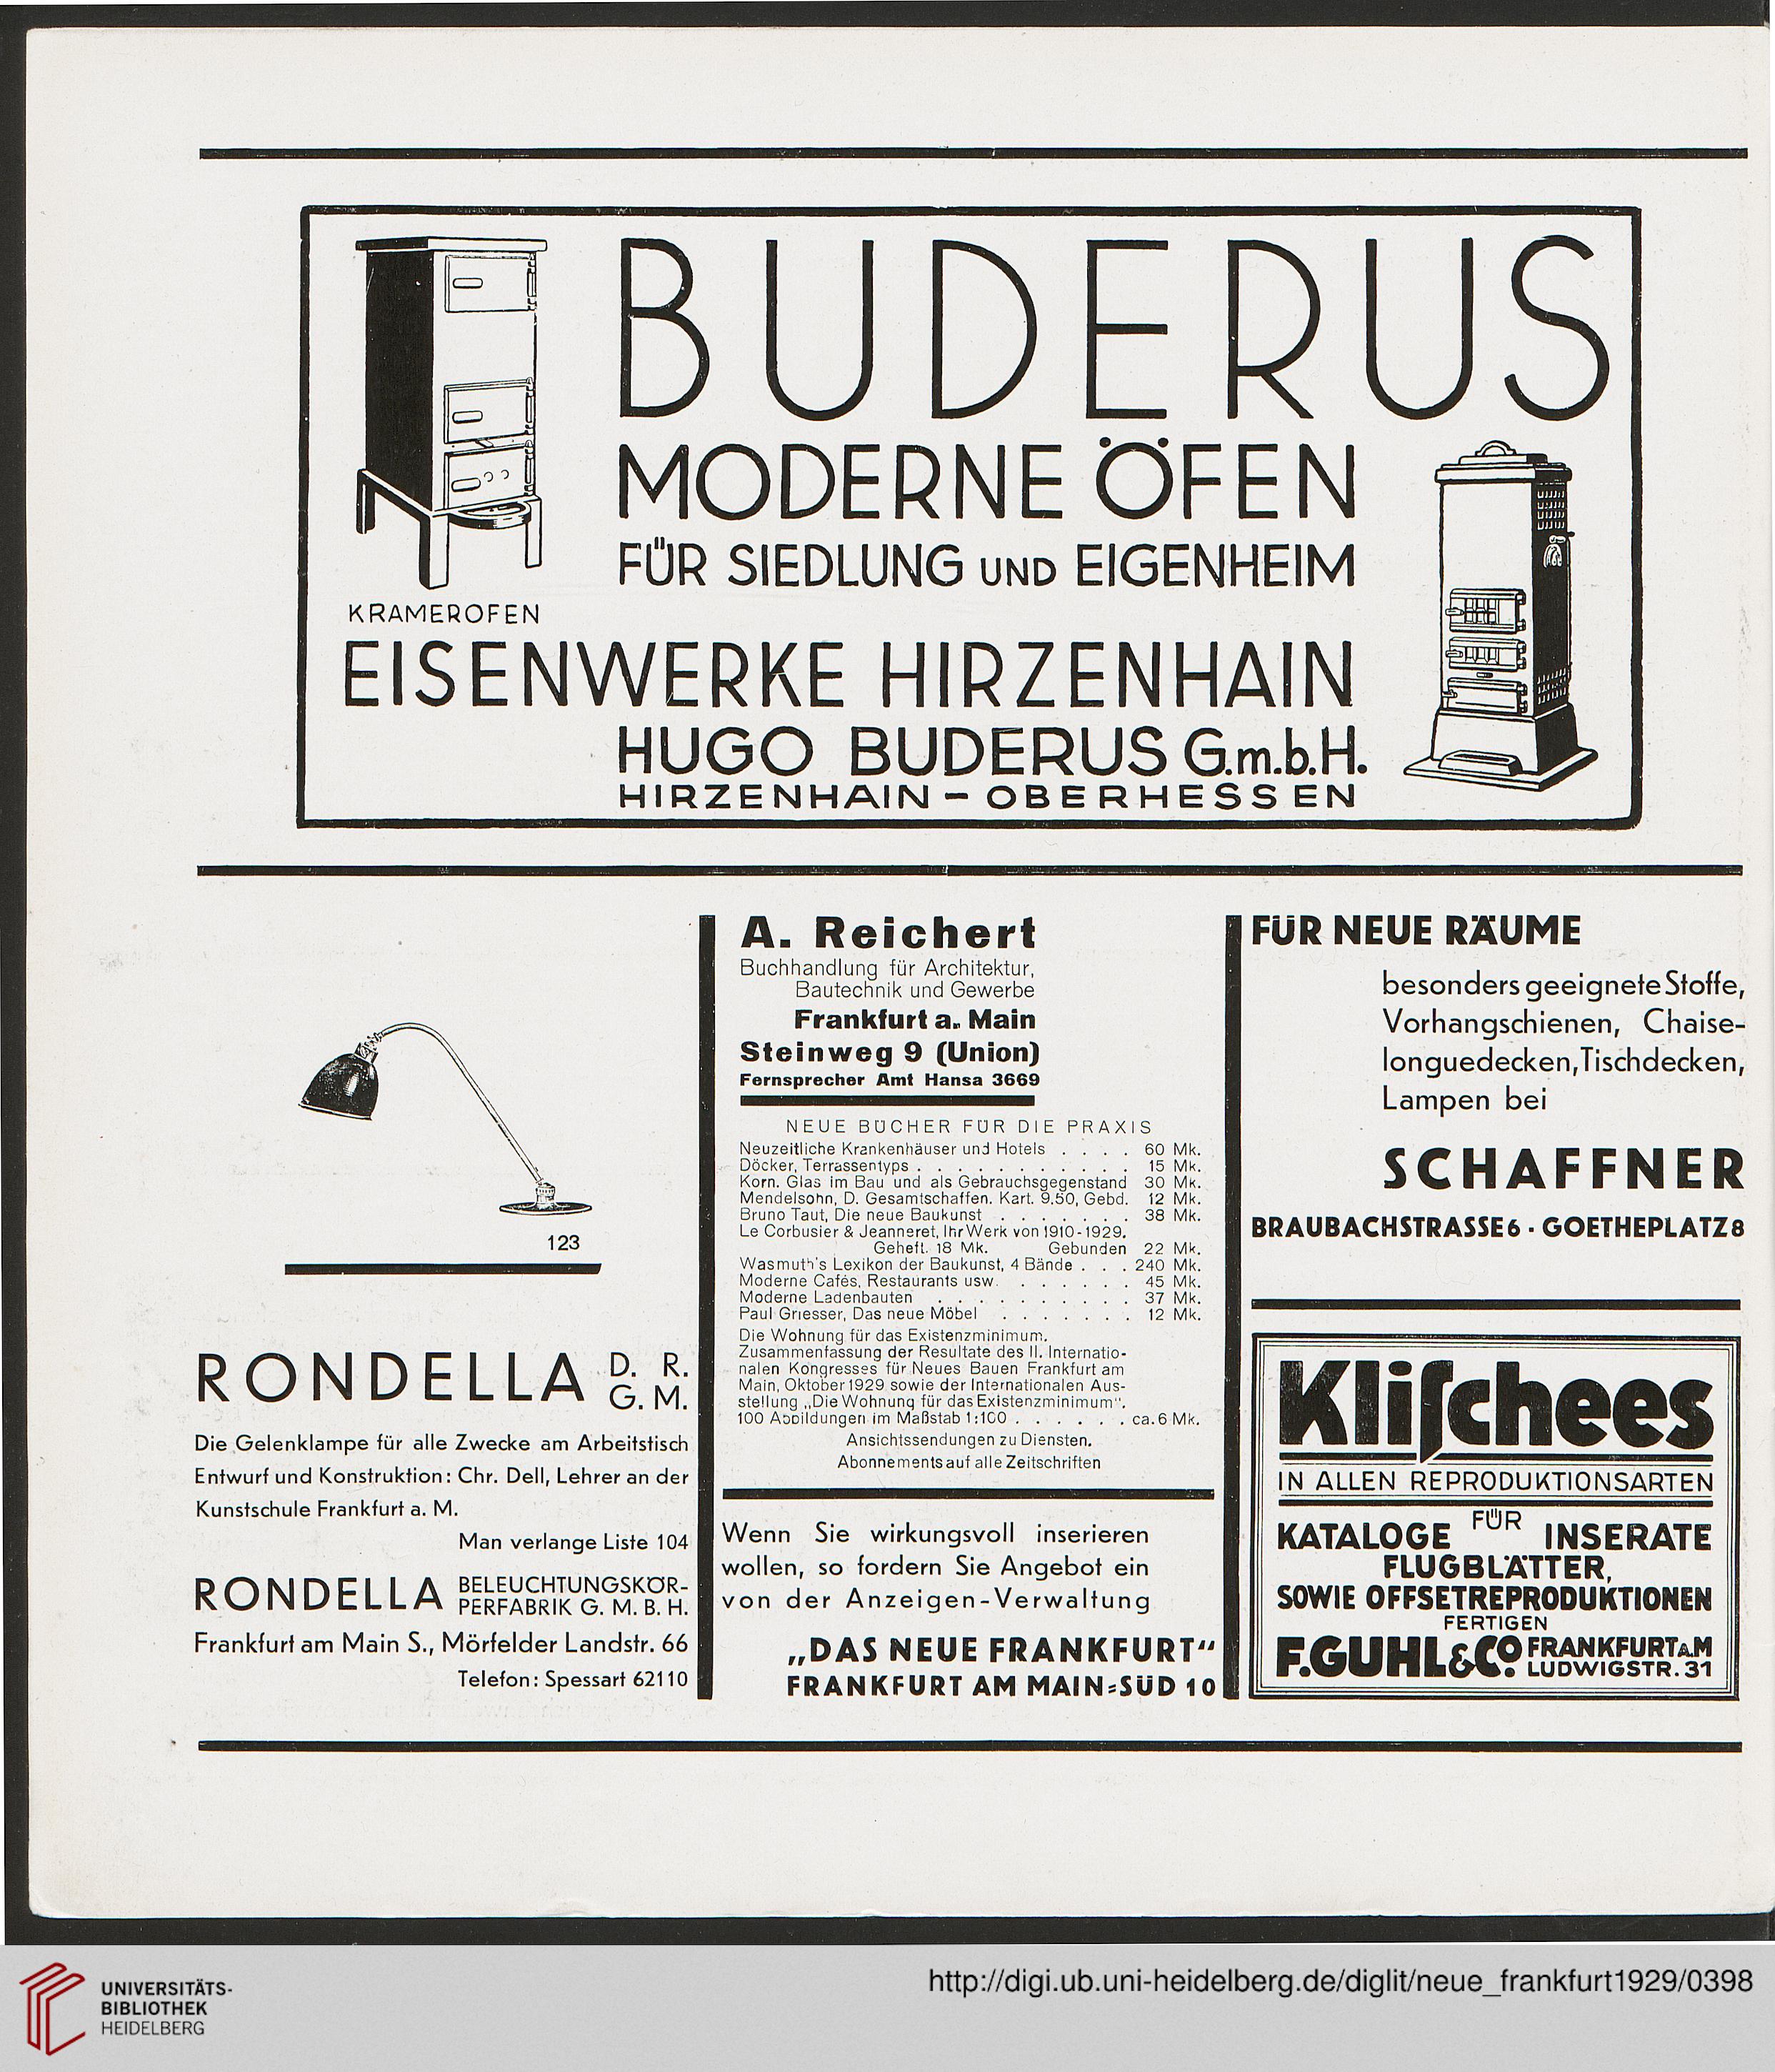 BUDERUS
MODERNE ÖFEN
FÜR SIEDLUNG UND EIGENHEIM
KRAMEROFEN
EISENWERKE HIRZENHAIN
HUGO BUDERUS G.m.b.H.
HIRZENHAIN – OBERHESSEN
123
RONDELLA D. R. G. M.
Die Gelenklampe für alle Zwecke am Arbeitstisch
Entwurf und Konstruktion: Chr. Dell, Lehrer an der
Kunstschule Frankfurt a. M.
Man verlange Liste 104
RONDELLA BELEUCHTUNGSKÖR-
PERFABRIK G. M. B. H.
Frankfurt am Main S., Mörfelder Landstr. 66
Telefon: Spessart 62110
A. Reichert
Buchhandlung für Architektur,
Bautechnik und Gewerbe
Frankfurt a. Main
Steinweg 9 (Union)
Fernsprecher Amt Hansa 3669
NEUE BÜCHER FÜR DIE PRAXIS
Neuzeitliche Krankenhäuser und Hotels . . . . 60 Mk.
Döcker, Terrassentyps . . . . . . . . . . . 15 Mk.
Korn. Glas im Bau und als Gebrauchsgegenstand 30 Mk.
Mendelsohn, D. Gesamtschaffen. Kart. 9.50, Gebd. 12 Mk.
Bruno Taut, Die neue Baukunst . . . . . . . 38 Mk.
Le Corbusier & Jeanneret, Ihr Werk von 1910-1929.
Geheft. 18 Mk. Gebunden 22 Mk.
Wasmuth's Lexikon der Baukunst, 4 Bände . . . 240 Mk.
Moderne Cafés, Restaurants usw. . . . . . . 45 Mk.
Moderne Ladenbauten . . . . . . . . . . 37 Mk.
Paul Griesser, Das neue Möbel . . . . . . . 12 Mk.
Die Wohnung für das Existenzminimum.
Zusammenfassung der Resultate des II. Internatio-
nalen Kongresses für Neues Bauen Frankfurt am
Main, Oktober 1929 sowie der Internationalen Aus-
stellung „Die Wohnung für das Existenzminimum“.
100 Abbildungen im Maßstab 1:100 . . . . . . ca. 6 Mk.
Ansichtssendungen zu Diensten.
Abonnements auf alle Zeitschriften
Wenn Sie wirkungsvoll inserieren
wollen, so fordern Sie Angebot ein
von der Anzeigen-Verwaltung
„DAS NEUE FRANKFURT“
FRANKFURT AM MAIN-SÜD 10
FÜR NEUE RÄUME
besonders geeignete Stoffe,
Vorhangschienen, Chaise-
longuedecken, Tischdecken,
Lampen bei
SCHAFFNER
BRAUBACHSTRASSE 6 · GOETHEPLATZ 8
Kliſchees
IN ALLEN REPRODUKTIONSARTEN
KATALOGE FÜR INSERATE
FLUGBLÄTTER,
SOWIE OFFSETREPRODUKTIONEN
FERTIGEN
F. GUHL & CO. FRANKFURT A.M
LUDWIGSTR. 31
UNIVERSITÄTS-
BIBLIOTHEK
HEIDELBERG
http://digi.ub.uni-heidelberg.de/diglit/neue_frankfurt1929/0398